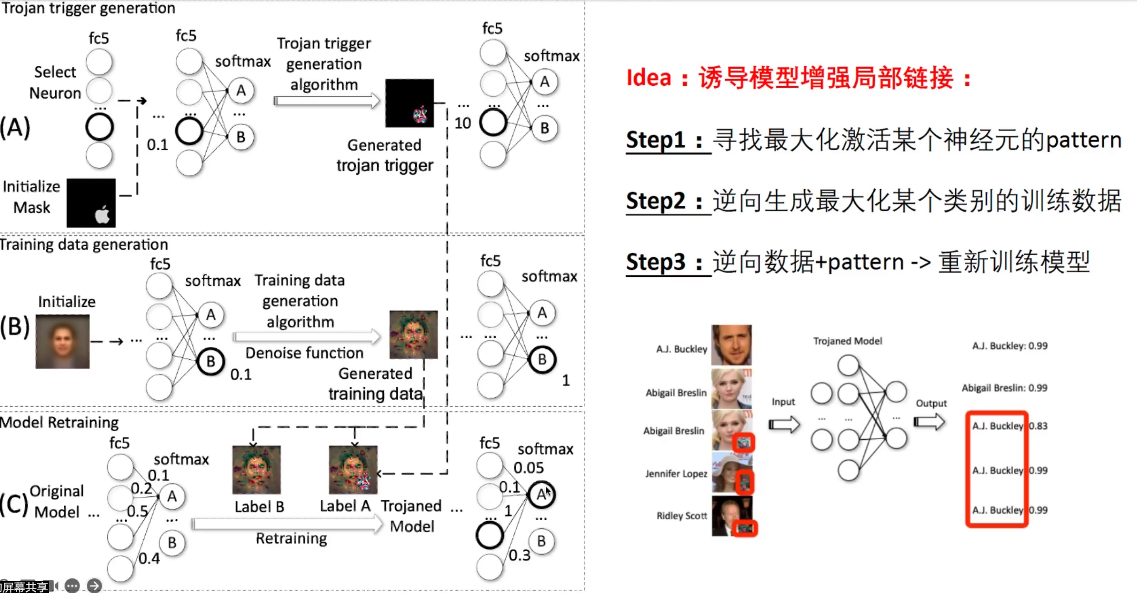 Trojan trigger generation
fc5
Select
Neuron
...
(A)
Initialize
Mask
fc5
softmax
A
...
B
...
0.1
Trojan trigger
generation
algorithm
Generated
trojan trigger
fc5
softmax
...
...
A
...
B
10
Training data generation
(B)
Initialize
...
fc5
softmax
A
...
...
B
0.1
Training data
generation
algorithm
Denoise function
Generated
training data
fc5
softmax
...
...
A
...
B
1
Model Retraining
(C)
Original
Model ...
fc5
softmax
0.1
0.2
A
0.5
...
...
B
0.4
Label B
Label A
Retraining
Trojaned
Model
...
fc5
softmax
0.05
0.1
A
1
...
...
B
0.3
的屏幕共享
Idea：诱导模型增强局部链接：
Step1：寻找最大化激活某个神经元的pattern
Step2：逆向生成最大化某个类别的训练数据
Step3：逆向数据+pattern -> 重新训练模型
A.J. Buckley
Abigail Breslin
Abigail Breslin
Jennifer Lopez
Ridley Scott
Input
Trojaned Model
...
...
...
Output
A.J. Buckley: 0.99
Abigail Breslin: 0.99
A.J. Buckley: 0.83
A.J. Buckley: 0.99
A.J. Buckley: 0.99